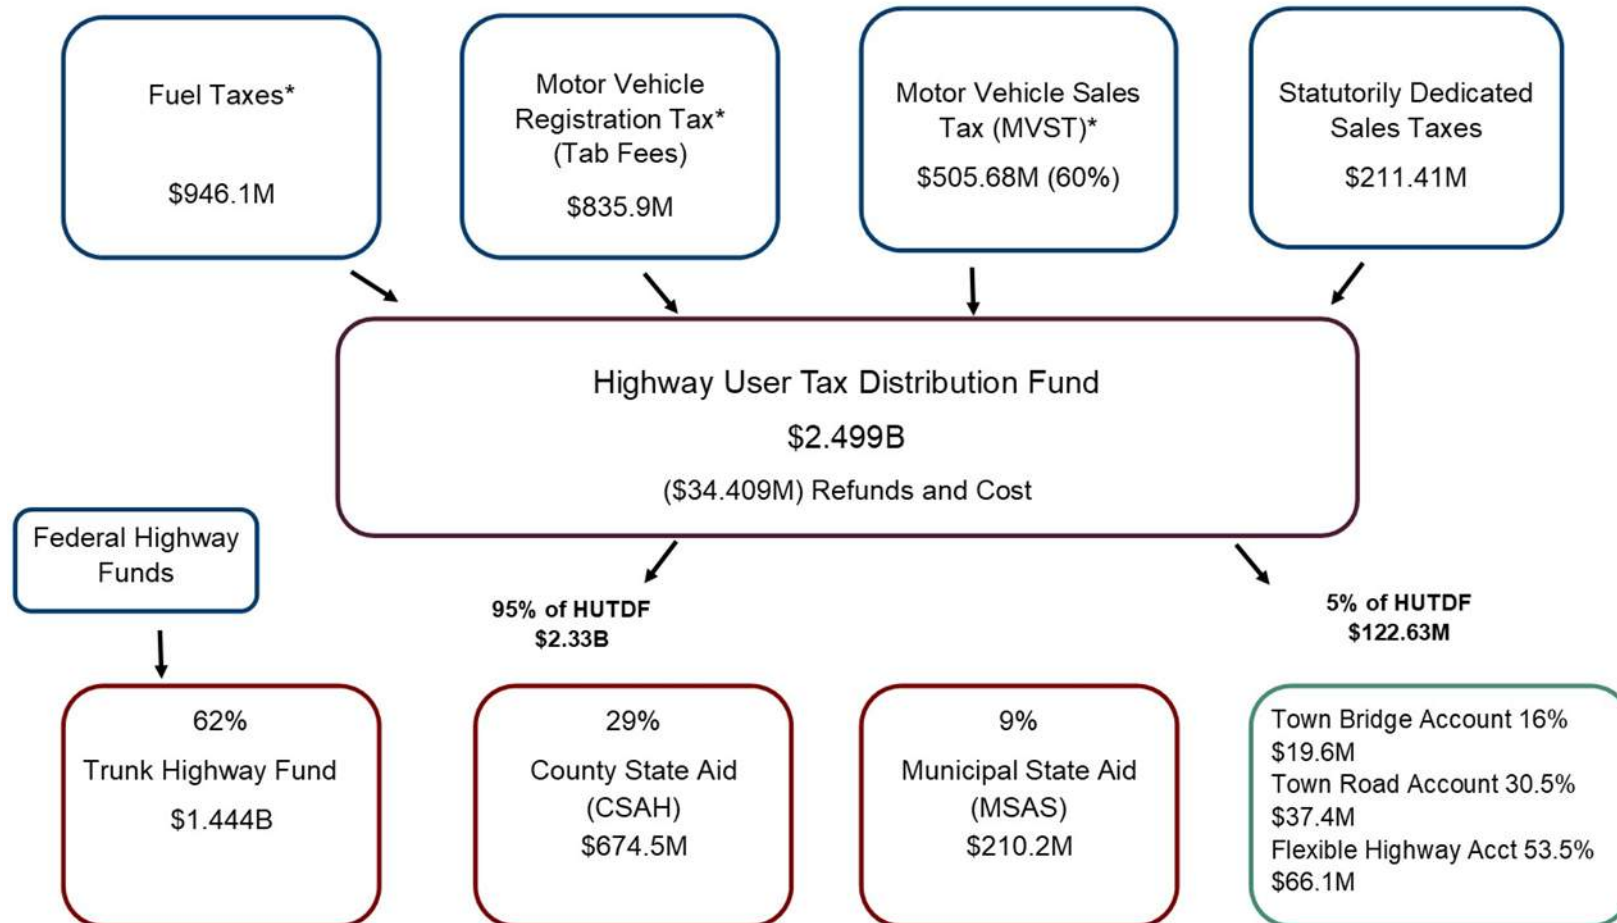 Fuel Taxes*
$946.1M
Motor Vehicle
Registration Tax*
(Tab Fees)
$835.9M
Motor Vehicle Sales
Tax (MVST)*
$505.68M (60%)
Statutorily Dedicated
Sales Taxes
$211.41M
Highway User Tax Distribution Fund
$2.499B
($34.409M) Refunds and Cost
Federal Highway
Funds
95% of HUTDF
$2.33B
5% of HUTDF
$122.63M
62%
Trunk Highway Fund
$1.444B
29%
County State Aid
(CSAH)
$674.5M
9%
Municipal State Aid
(MSAS)
$210.2M
Town Bridge Account 16%
$19.6M
Town Road Account 30.5%
$37.4M
Flexible Highway Acct 53.5%
$66.1M